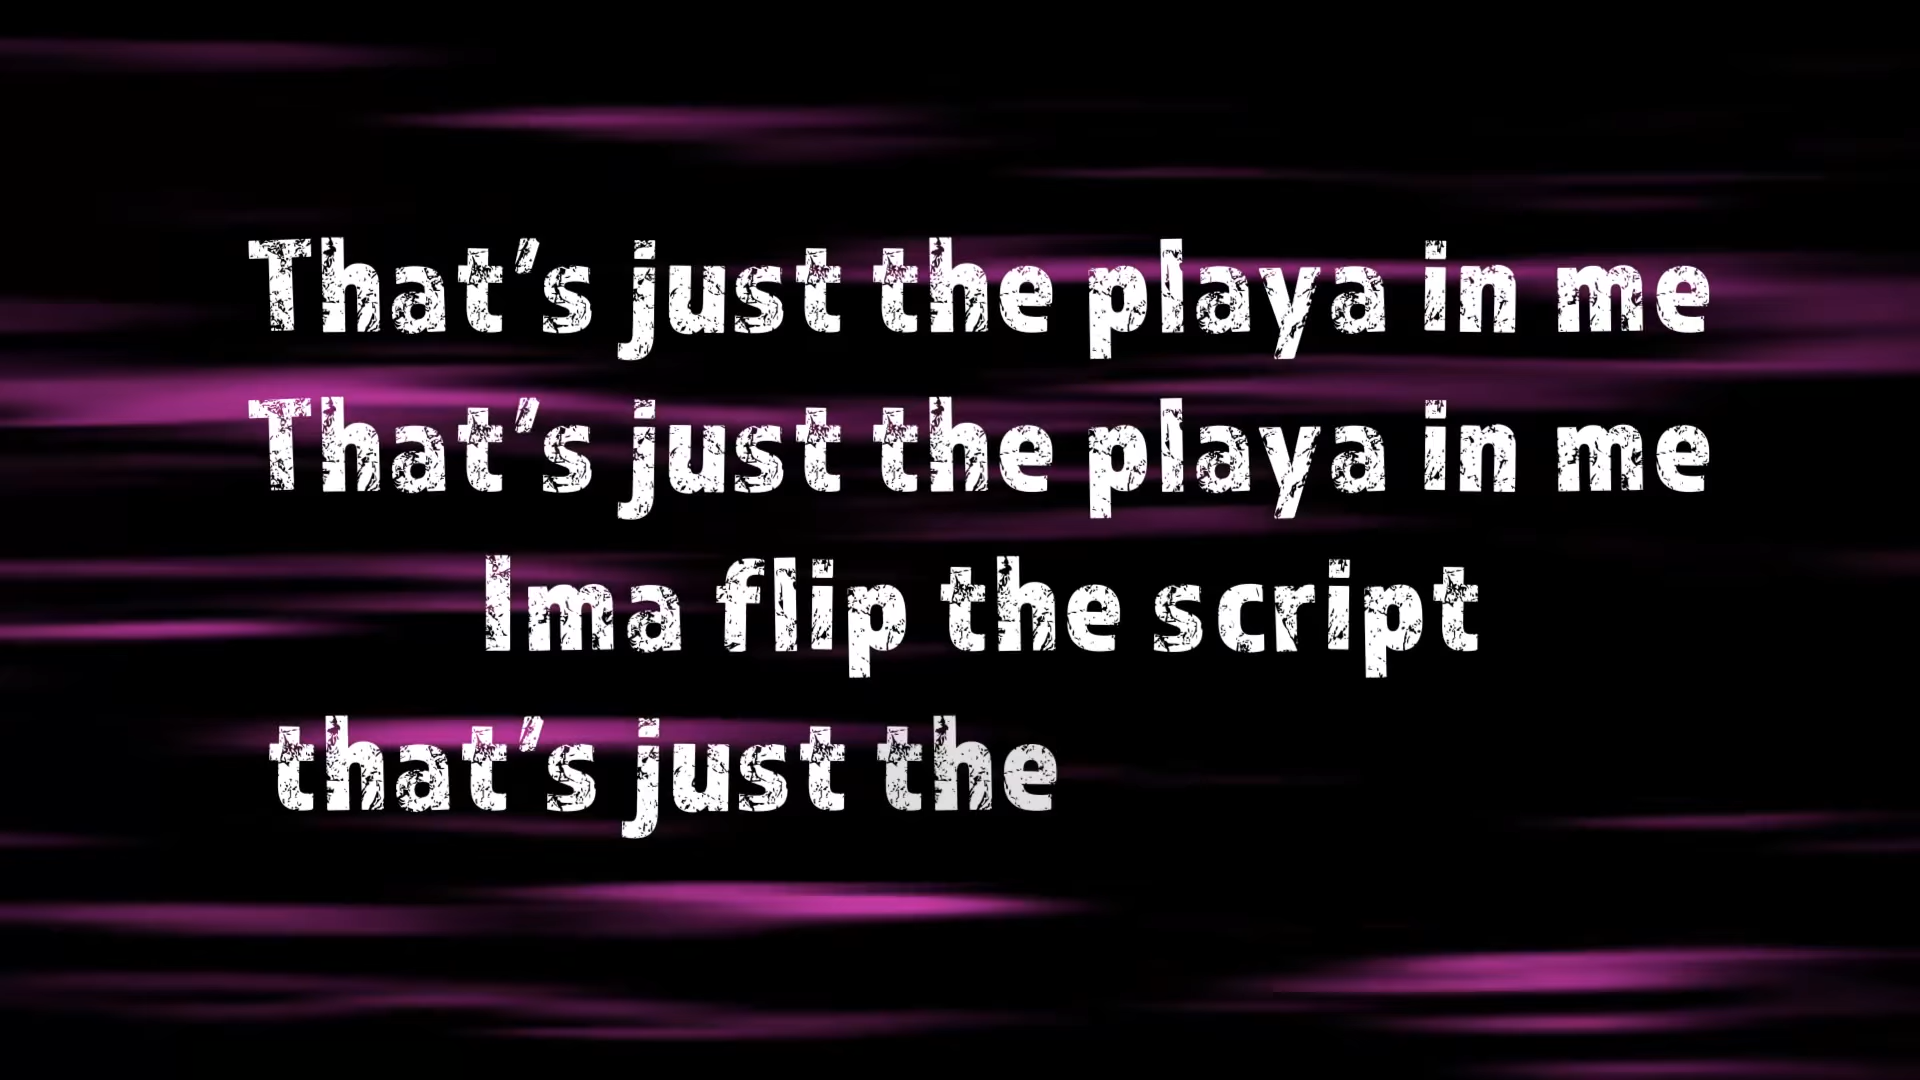 That’s just the playa in me
That’s just the playa in me
Ima flip the script
that’s just the